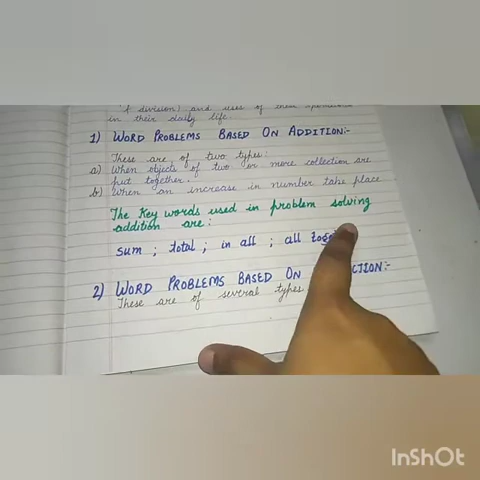 of division) and uses of these operations
in their daily life.
1) WORD PROBLEMS BASED ON ADDITION:-
These are of two types:
a) When objects of two or more collection are
put together.
b) When an increase in number take place
The Key words used in problem solving
addition are:
sum ; total ; in all ; all
2) WORD PROBLEMS BASED ON
These are of several types
InShOt